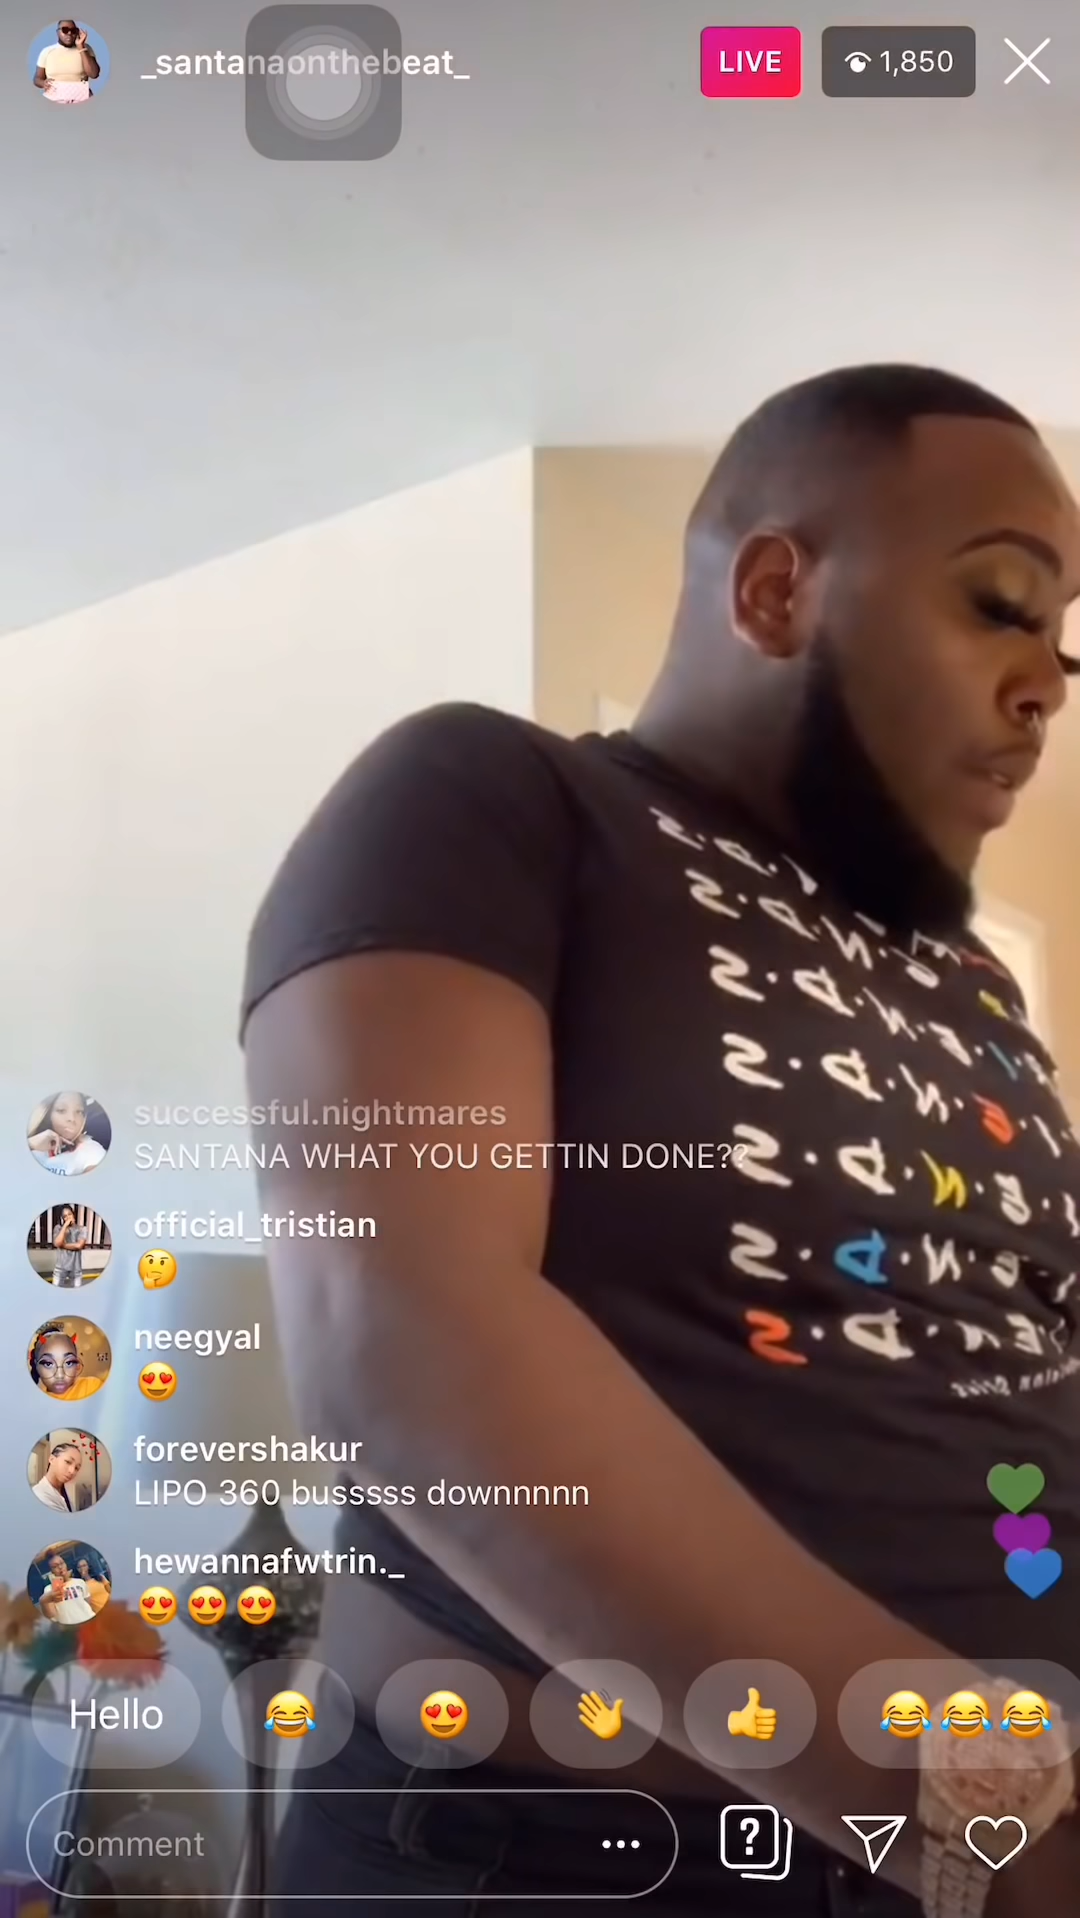 _santanaonthebeat_
LIVE
1,850
successful.nightmares
SANTANA WHAT YOU GETTIN DONE??
official_tristian
🤔
neegyal
😍
forevershakur
LIPO 360 busssss downnnnn
hewannafwtrin._
😍😍😍
Hello
😂
😍
👋
👍
😂😂😂
Comment
?